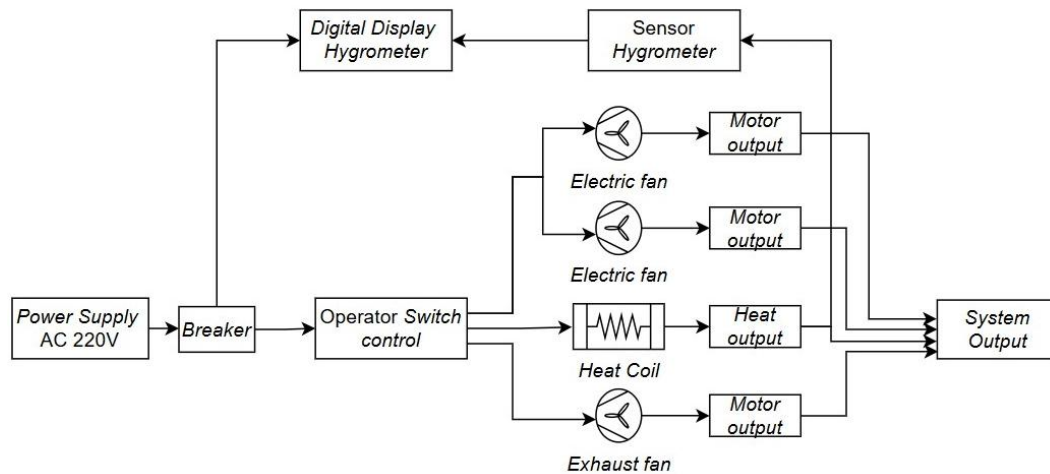 Digital Display
Hygrometer
Sensor
Hygrometer
Motor
output
Electric fan
Motor
output
Electric fan
Power Supply
AC 220V
Breaker
Operator Switch
control
Heat
output
Heat Coil
System
Output
Motor
output
Exhaust fan